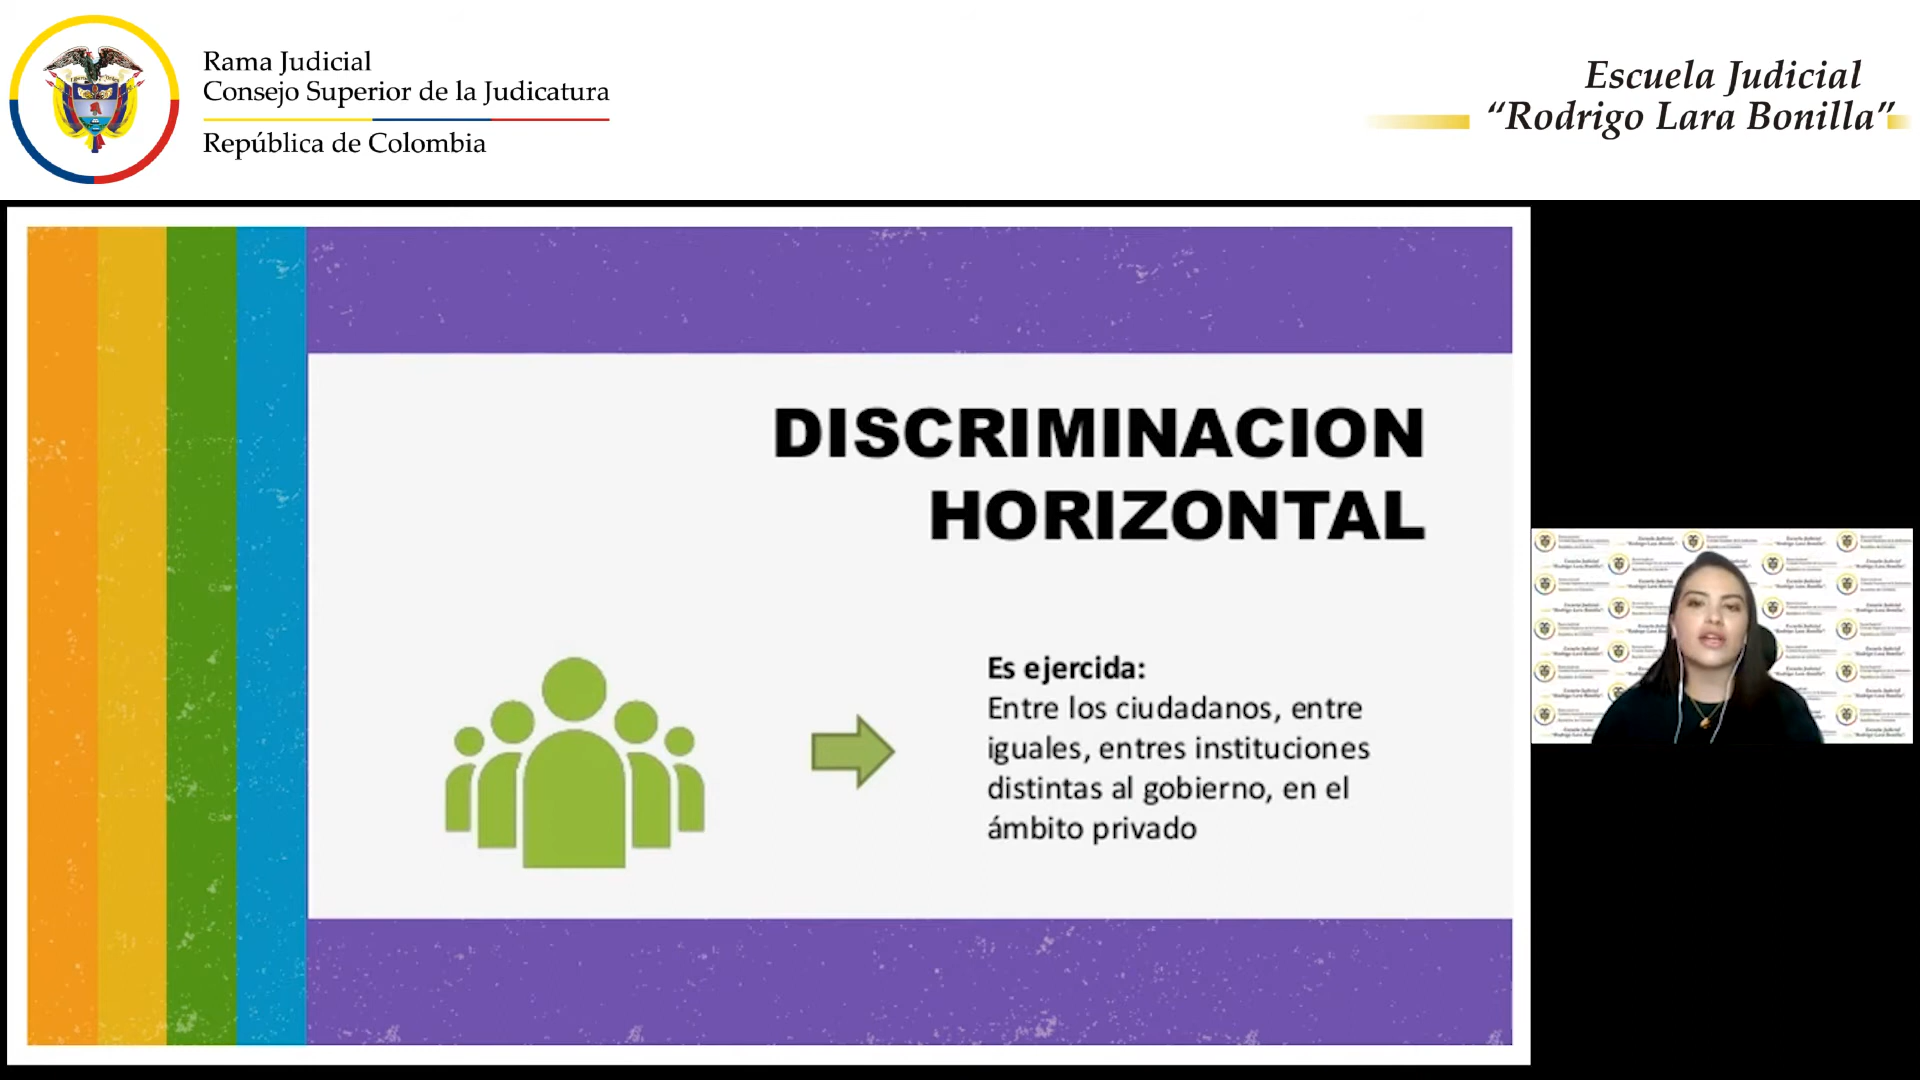 Rama Judicial
Consejo Superior de la Judicatura
República de Colombia
Escuela Judicial
“Rodrigo Lara Bonilla”
DISCRIMINACION
HORIZONTAL
Es ejercida:
Entre los ciudadanos, entre
iguales, entres instituciones
distintas al gobierno, en el
ámbito privado